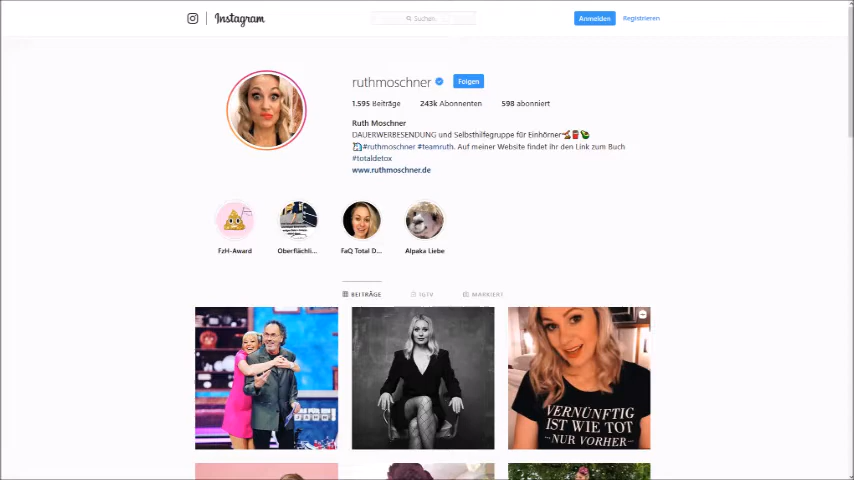 Instagram
Suchen
Anmelden
Registrieren
ruthmoschner
Folgen
1.595 Beiträge 243k Abonnenten 598 abonniert
Ruth Moschner
DAUERWERBESENDUNG und Selbsthilfegruppe für Einhörner
#ruthmoschner #teamruth. Auf meiner Website findet ihr den Link zum Buch
#totaldetox
www.ruthmoschner.de
FzH-Award Oberflächli... FaQ Total D... Alpaka Liebe
BEITRÄGE IGTV MARKIERT
VERNÜNFTIG
IST WIE TOT
~NUR VORHER~